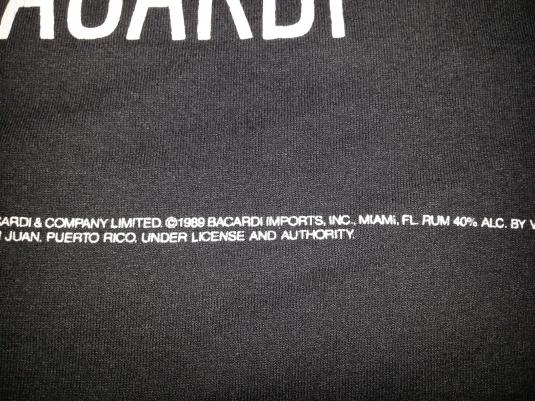 ACARDI
CARDI & COMPANY LIMITED. ©1989 BACARDI IMPORTS, INC., MIAMI, FL. RUM 40% ALC. BY V
JUAN, PUERTO RICO. UNDER LICENSE AND AUTHORITY.